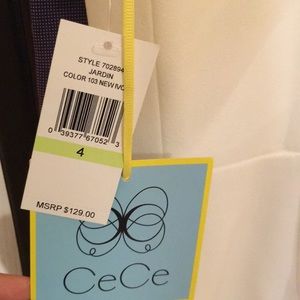 STYLE 702894
JARDIN
COLOR 103 NEW IVO
0 39377 67052 3
4
MSRP $129.00
CeCe